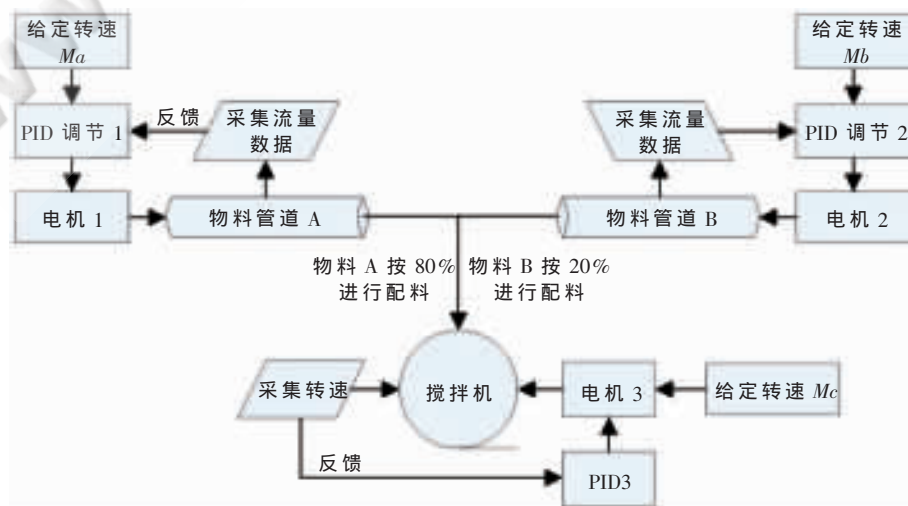 给定转速
Ma
给定转速
Mb
PID 调节 1
反馈
采集流量
数据
采集流量
数据
PID 调节 2
电机 1
物料管道 A
物料管道 B
电机 2
物料 A 按 80%
进行配料
物料 B 按 20%
进行配料
采集转速
搅拌机
电机 3
给定转速 Mc
反馈
PID3